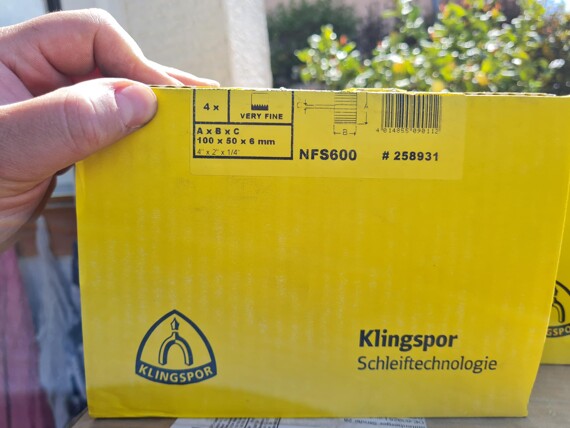 4 x
VERY FINE
A x B x C
100 x 50 x 6 mm
4" x 2" x 1/4"
A
B
NFS600
# 258931
KLINGSPOR
Klingspor
Schleiftechnologie